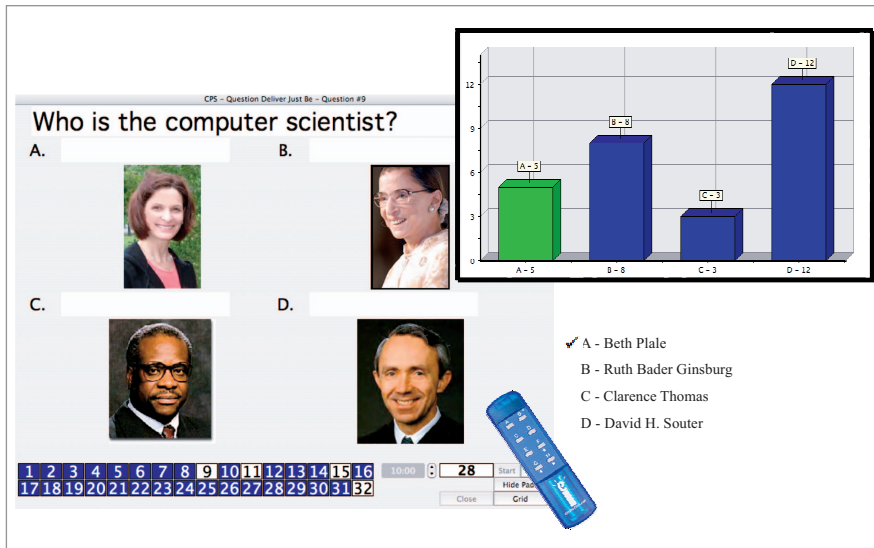 CPS - Question Deliver Just Be - Question #9
Who is the computer scientist?
A.
B.
C.
D.
1 2 3 4 5 6 7 8 9 10 11 12 13 14 15 16
17 18 19 20 21 22 23 24 25 26 27 28 29 30 31 32
10:00
28
Start
Hide Pad
Close
Grid
12
9
6
3
0
A - 5
B - 8
C - 3
D - 12
A - 5
B - 8
C - 3
D - 12
A - Beth Plale
B - Ruth Bader Ginsburg
C - Clarence Thomas
D - David H. Souter